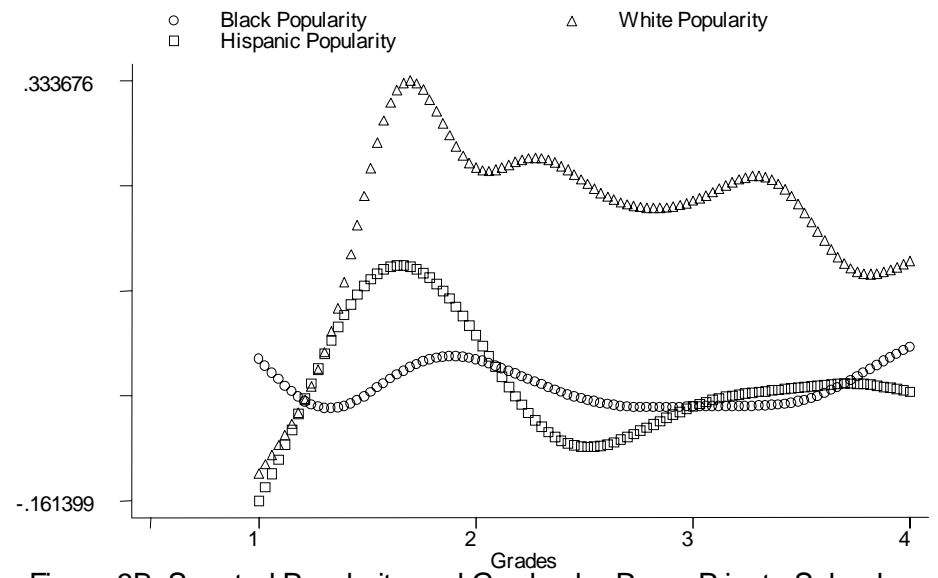 Black Popularity
White Popularity
Hispanic Popularity
.333676
-.161399
1
2
3
4
Grades